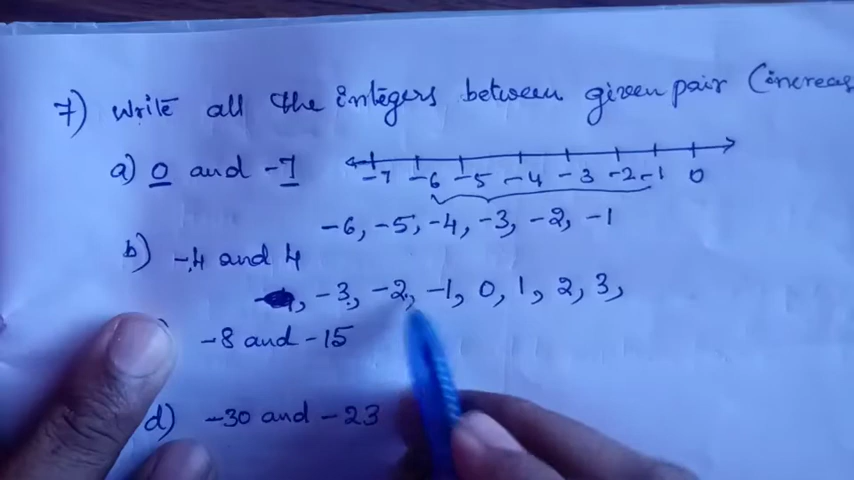 7) Write all the Integers between given pair (increas
a) 0 and -7
-7 -6 -5 -4 -3 -2 -1 0
-6, -5, -4, -3, -2, -1
b) -4 and 4
, -3, -2, -1, 0, 1, 2, 3,
) -8 and -15
d) -30 and -23